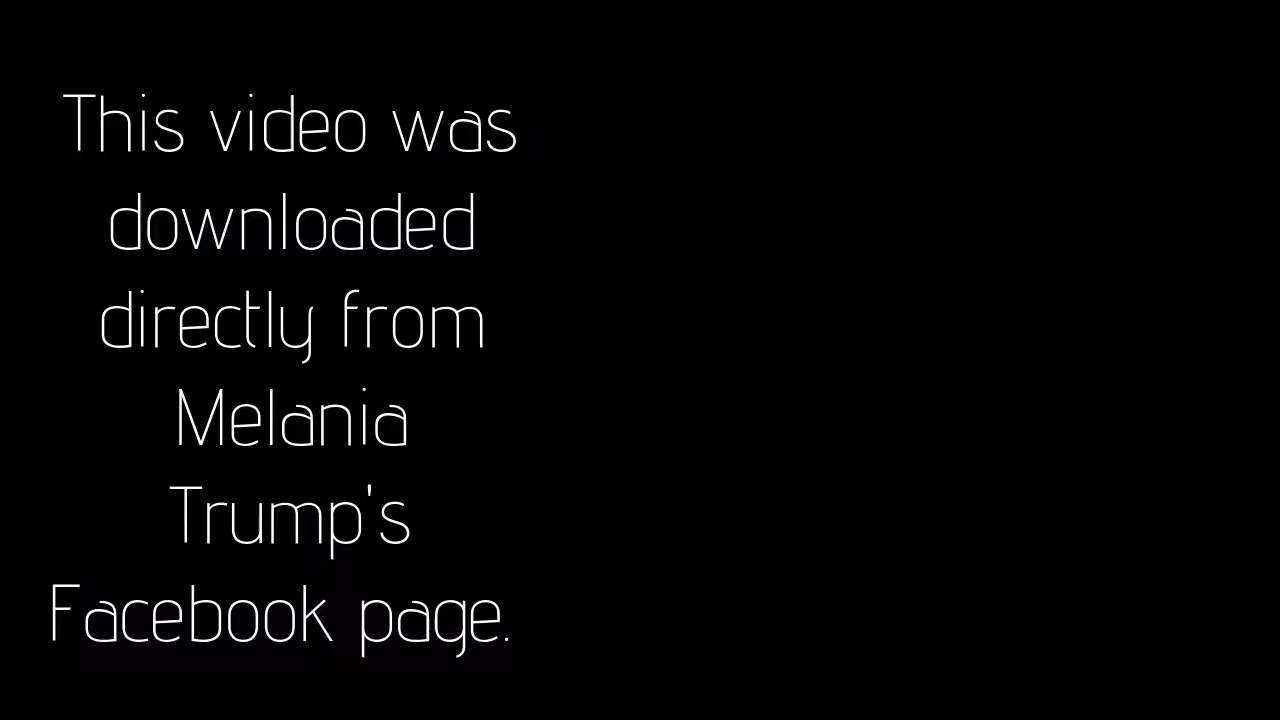 This video was
downloaded
directly from
Melania
Trump's
Facebook page.